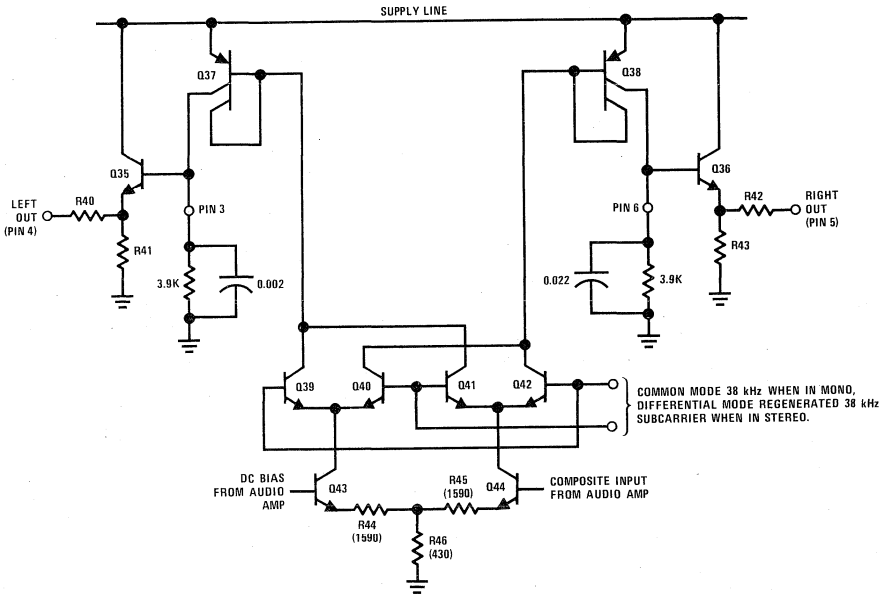 SUPPLY LINE
Q37
Q38
Q35
Q36
LEFT
OUT
(PIN 4)
R40
PIN 3
R41
3.9K
0.002
PIN 6
R42
RIGHT
OUT
(PIN 5)
R43
0.022
3.9K
Q39
Q40
Q41
Q42
COMMON MODE 38 kHz WHEN IN MONO,
DIFFERENTIAL MODE REGENERATED 38 kHz
SUBCARRIER WHEN IN STEREO.
DC BIAS
FROM AUDIO
AMP
Q43
R45
(1590)
Q44
COMPOSITE INPUT
FROM AUDIO AMP
R44
(1590)
R46
(430)